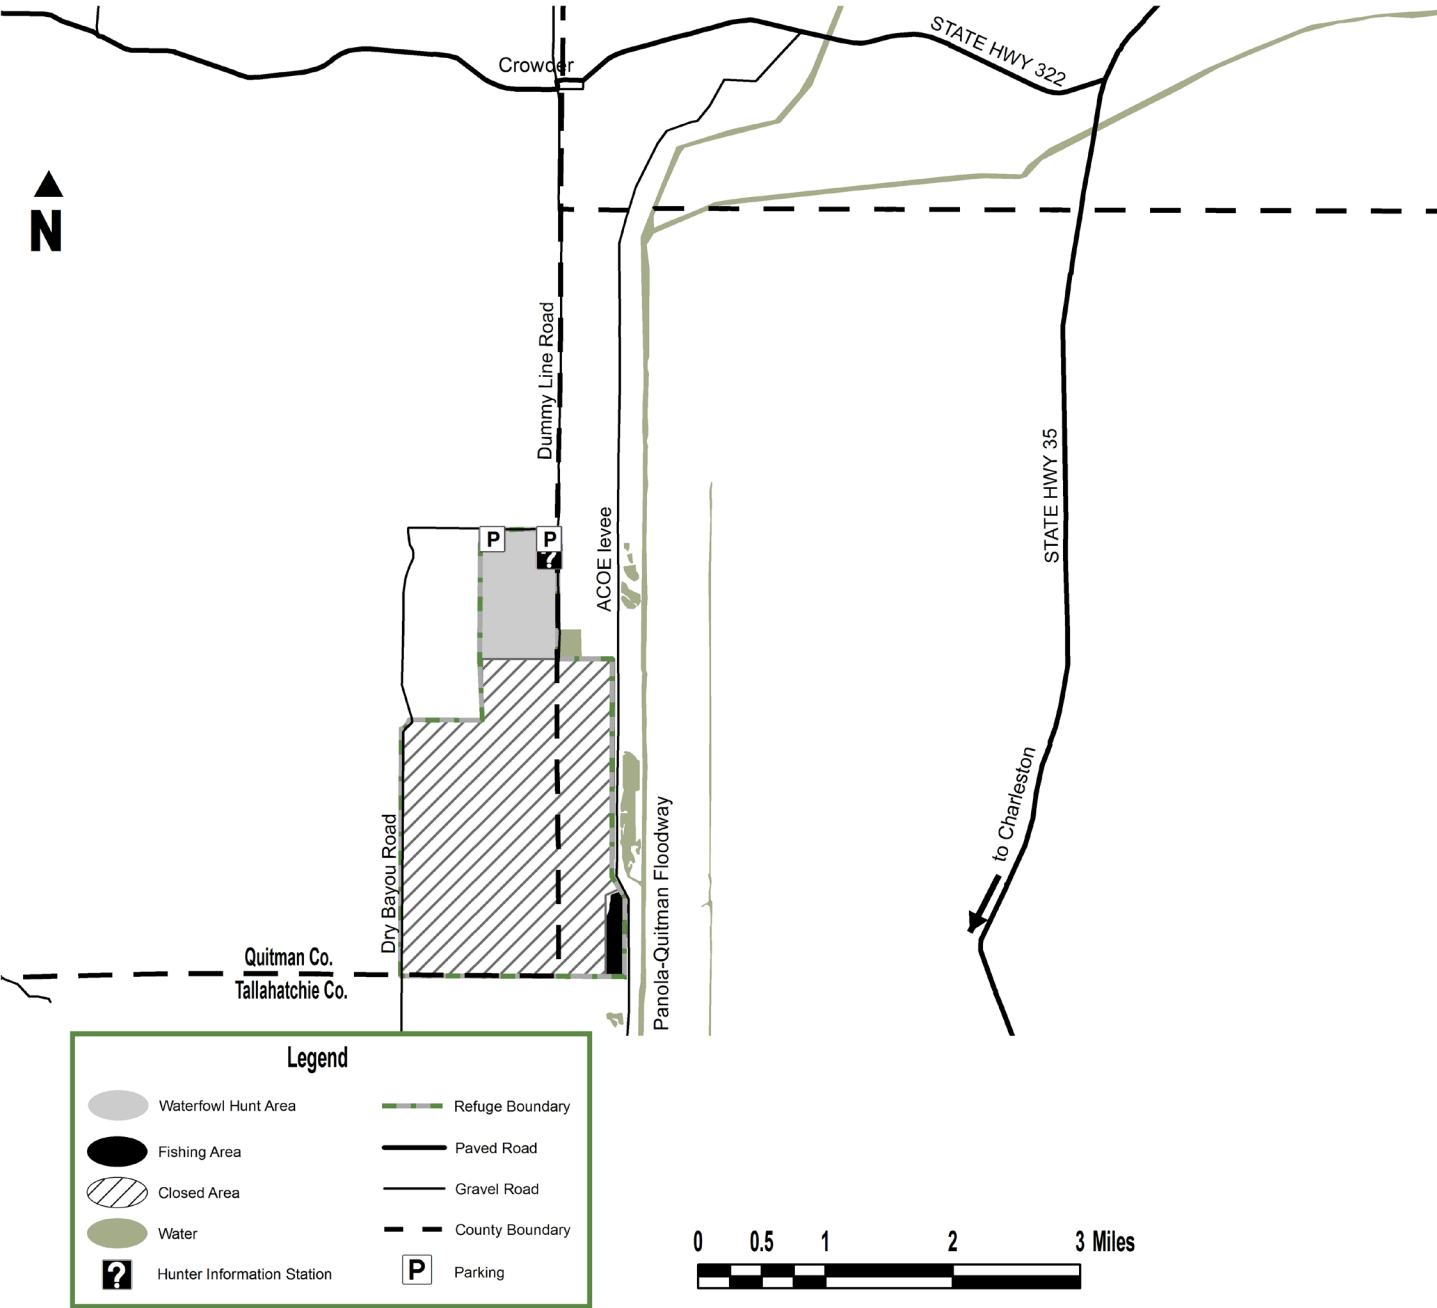 STATE HWY 322
Crowder
N
Dummy Line Road
STATE HWY 35
P
P
?
ACOE levee
to Charleston
Dry Bayou Road
Panola-Quitman Floodway
Quitman Co.
Tallahatchie Co.
Legend
Waterfowl Hunt Area
Refuge Boundary
Fishing Area
Paved Road
Closed Area
Gravel Road
Water
County Boundary
? Hunter Information Station
P Parking
0 0.5 1 2 3 Miles